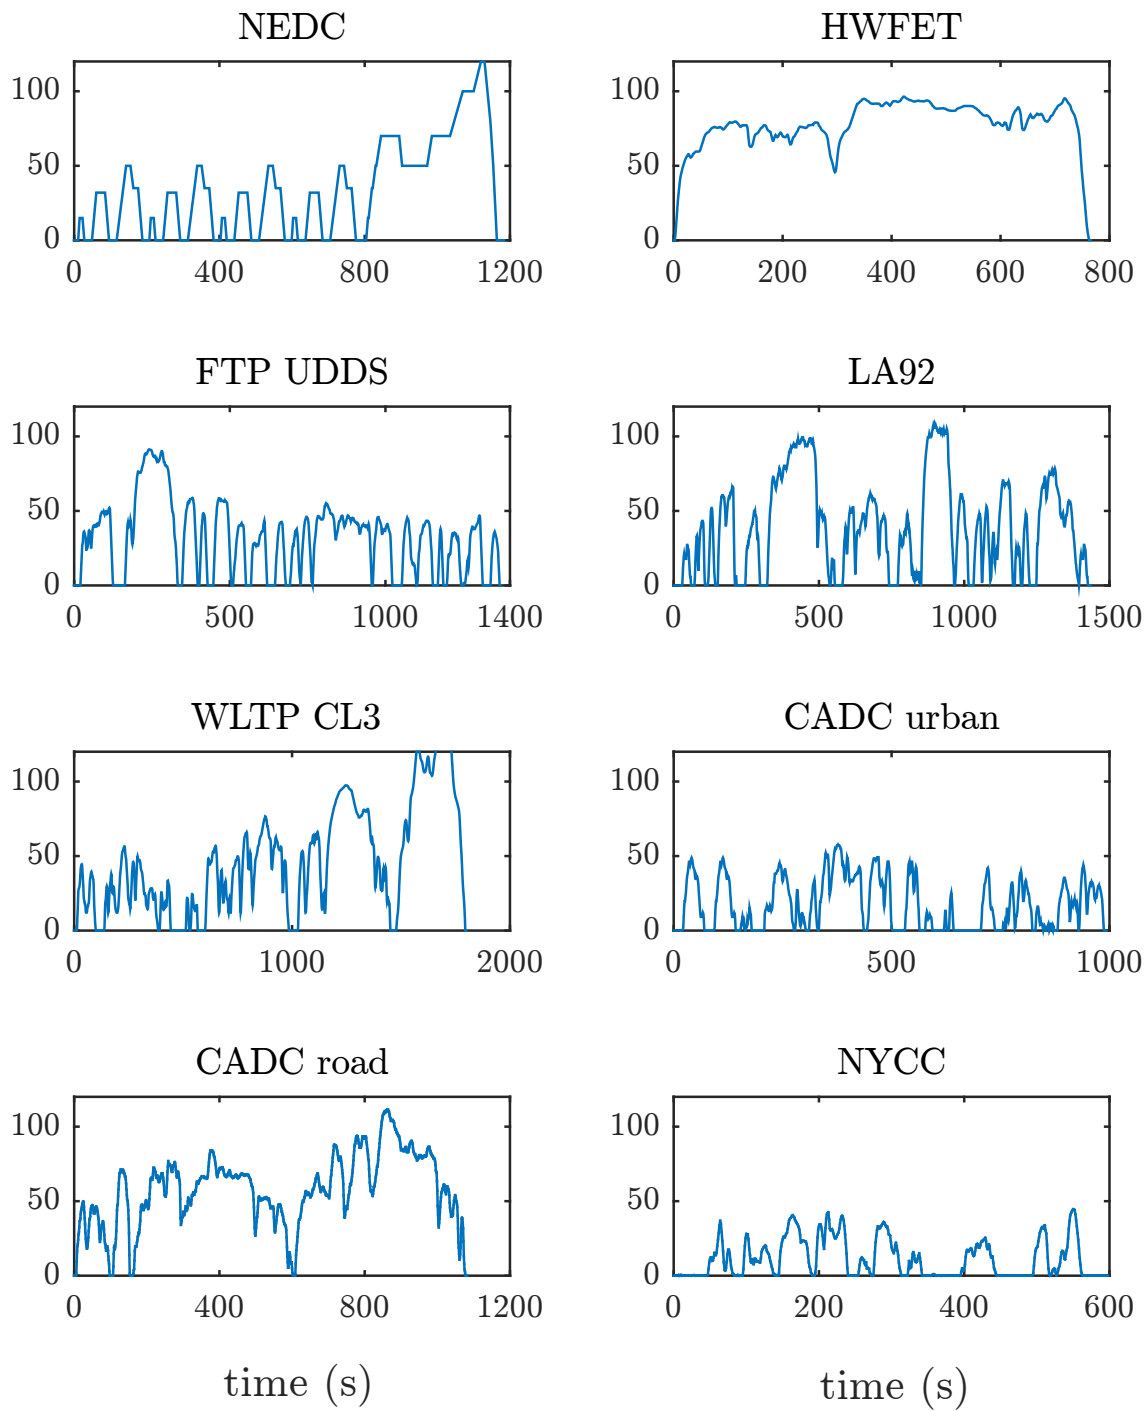 NEDC
HWFET
100
50
0
0 400 800 1200
100
50
0
0 200 400 600 800
FTP UDDS
LA92
100
50
0
0 500 1000 1400
100
50
0
0 500 1000 1500
WLTP CL3
CADC urban
100
50
0
0 1000 2000
100
50
0
0 500 1000
CADC road
NYCC
100
50
0
0 400 800 1200
100
50
0
0 200 400 600
time (s)
time (s)